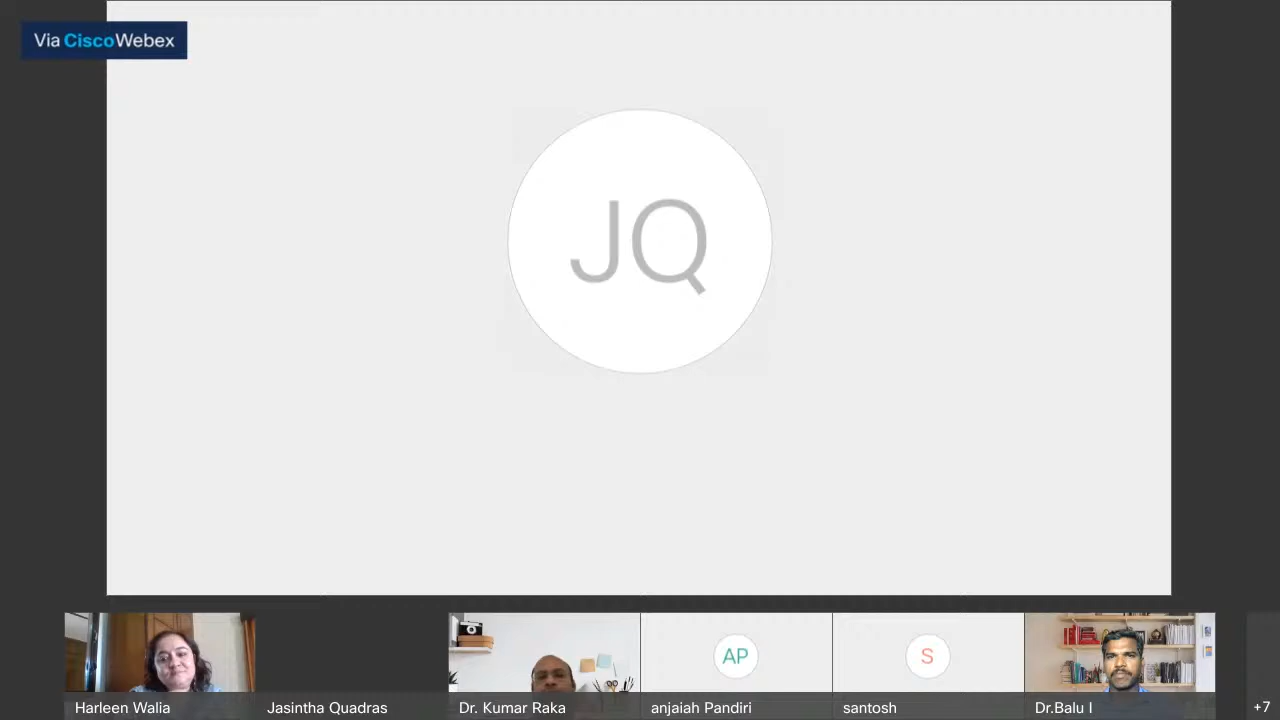 Via CiscoWebex
JQ
AP
S
Harleen Walia
Jasintha Quadras
Dr. Kumar Raka
anjaiah Pandiri
santosh
Dr.Balu I
+7